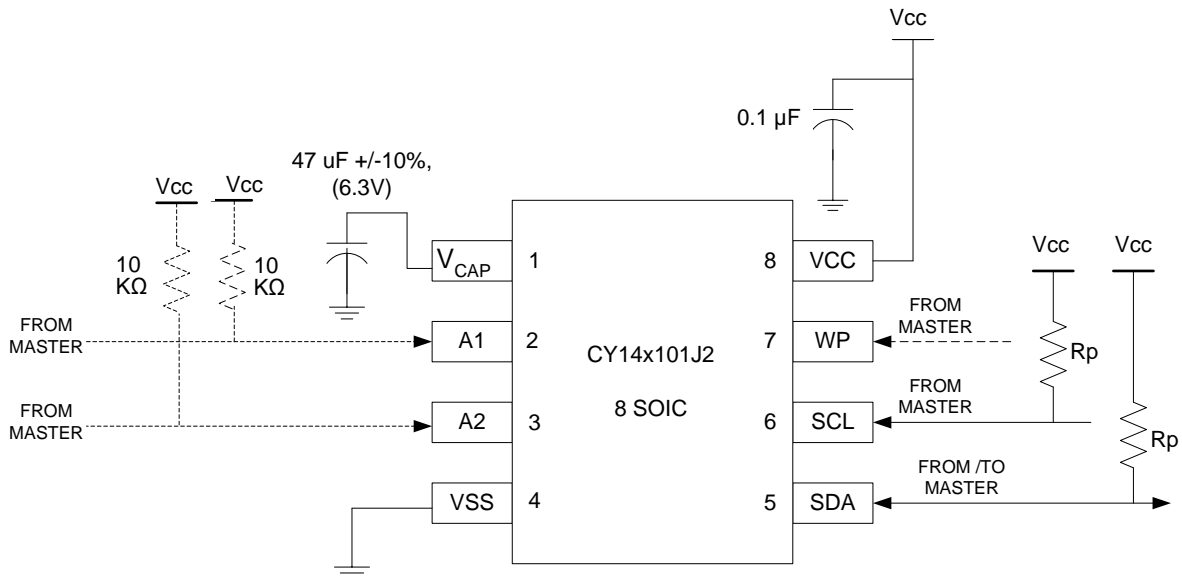 Vcc
0.1 µF
47 uF +/-10%,
(6.3V)
Vcc
Vcc
10
KΩ
10
KΩ
VCAP
1
8
VCC
Vcc
Vcc
FROM
MASTER
A1
2
CY14x101J2
7
WP
FROM
MASTER
Rp
FROM
MASTER
A2
3
8 SOIC
6
SCL
FROM
MASTER
Rp
VSS
4
5
SDA
FROM /TO
MASTER